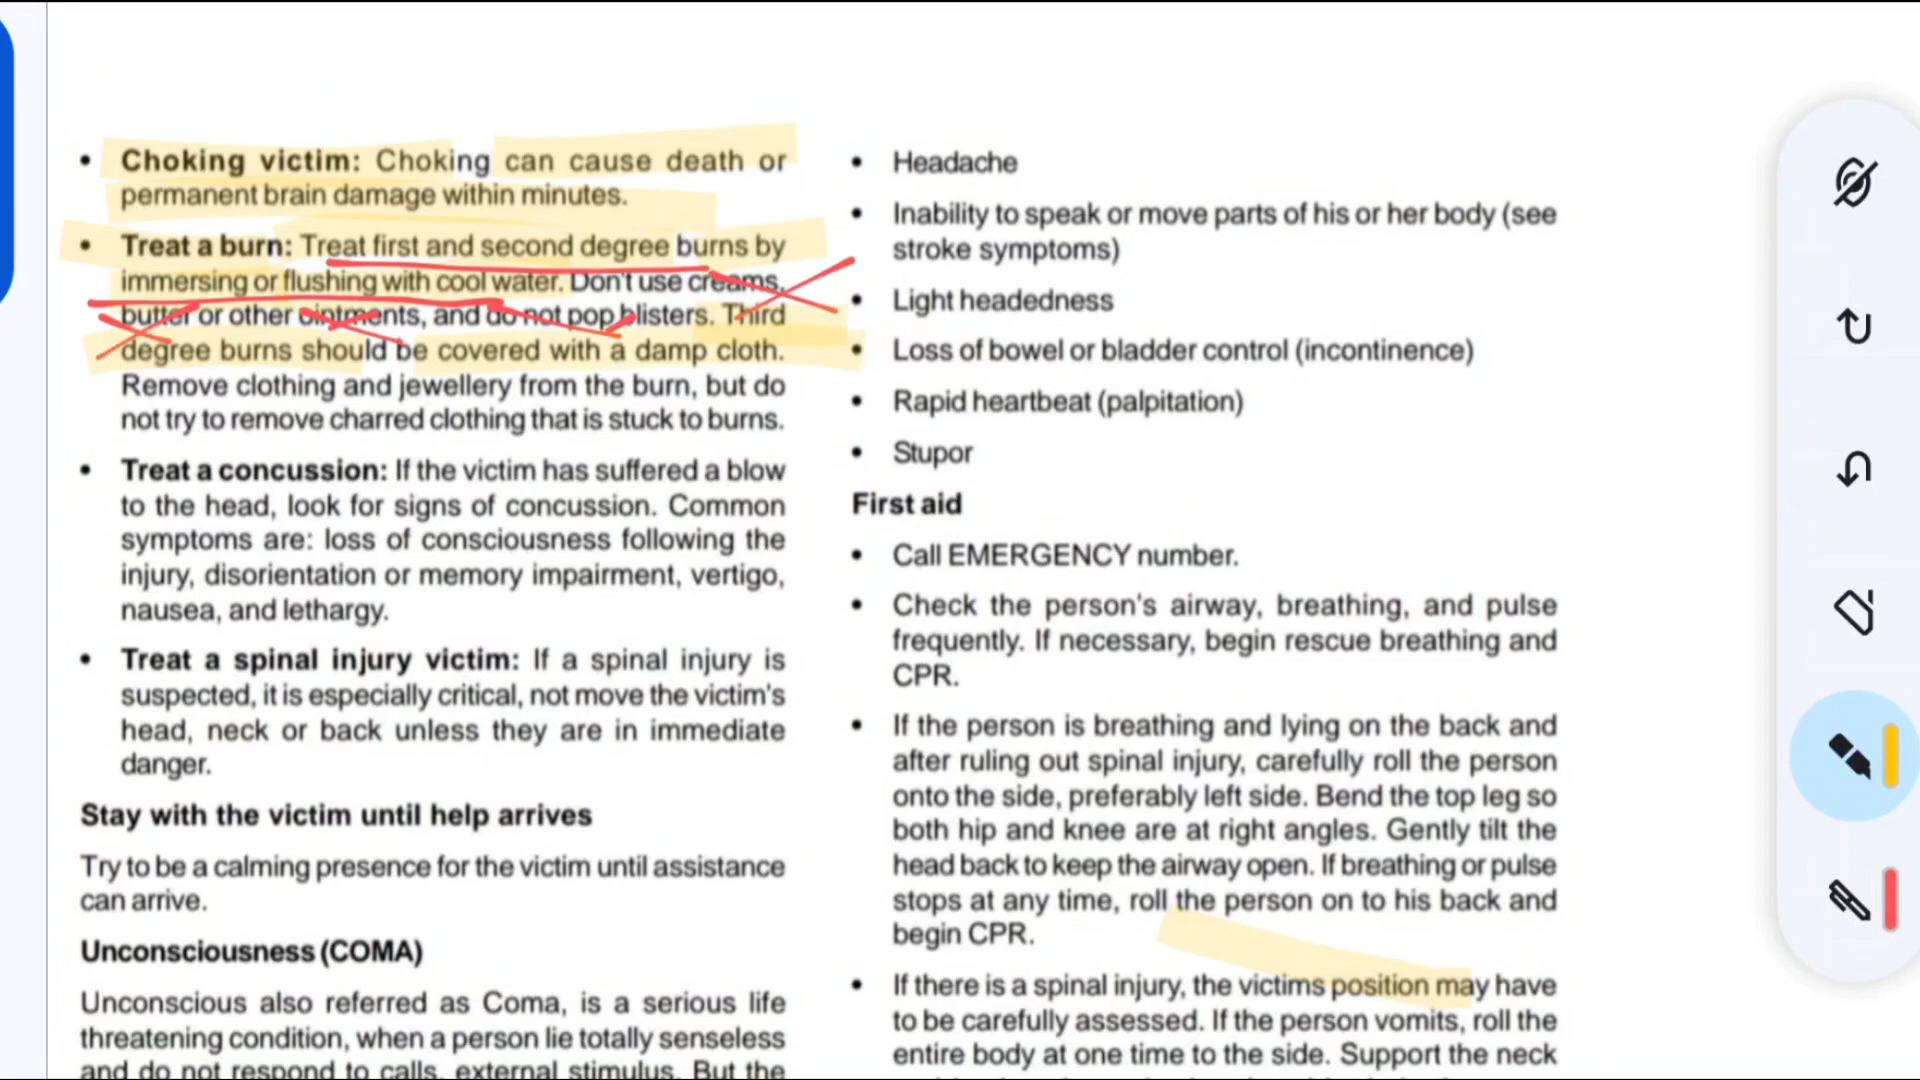 • Choking victim: Choking can cause death or
permanent brain damage within minutes.
• Treat a burn: Treat first and second degree burns by
immersing or flushing with cool water. Don't use creams,
butter or other ointments, and do not pop blisters. Third
degree burns should be covered with a damp cloth.
Remove clothing and jewellery from the burn, but do
not try to remove charred clothing that is stuck to burns.
• Treat a concussion: If the victim has suffered a blow
to the head, look for signs of concussion. Common
symptoms are: loss of consciousness following the
injury, disorientation or memory impairment, vertigo,
nausea, and lethargy.
• Treat a spinal injury victim: If a spinal injury is
suspected, it is especially critical, not move the victim's
head, neck or back unless they are in immediate
danger.
Stay with the victim until help arrives
Try to be a calming presence for the victim until assistance
can arrive.
Unconsciousness (COMA)
Unconscious also referred as Coma, is a serious life
threatening condition, when a person lie totally senseless
and do not respond to calls, external stimulus. But the
• Headache
• Inability to speak or move parts of his or her body (see
stroke symptoms)
• Light headedness
• Loss of bowel or bladder control (incontinence)
• Rapid heartbeat (palpitation)
• Stupor
First aid
• Call EMERGENCY number.
• Check the person's airway, breathing, and pulse
frequently. If necessary, begin rescue breathing and
CPR.
• If the person is breathing and lying on the back and
after ruling out spinal injury, carefully roll the person
onto the side, preferably left side. Bend the top leg so
both hip and knee are at right angles. Gently tilt the
head back to keep the airway open. If breathing or pulse
stops at any time, roll the person on to his back and
begin CPR.
• If there is a spinal injury, the victims position may have
to be carefully assessed. If the person vomits, roll the
entire body at one time to the side. Support the neck